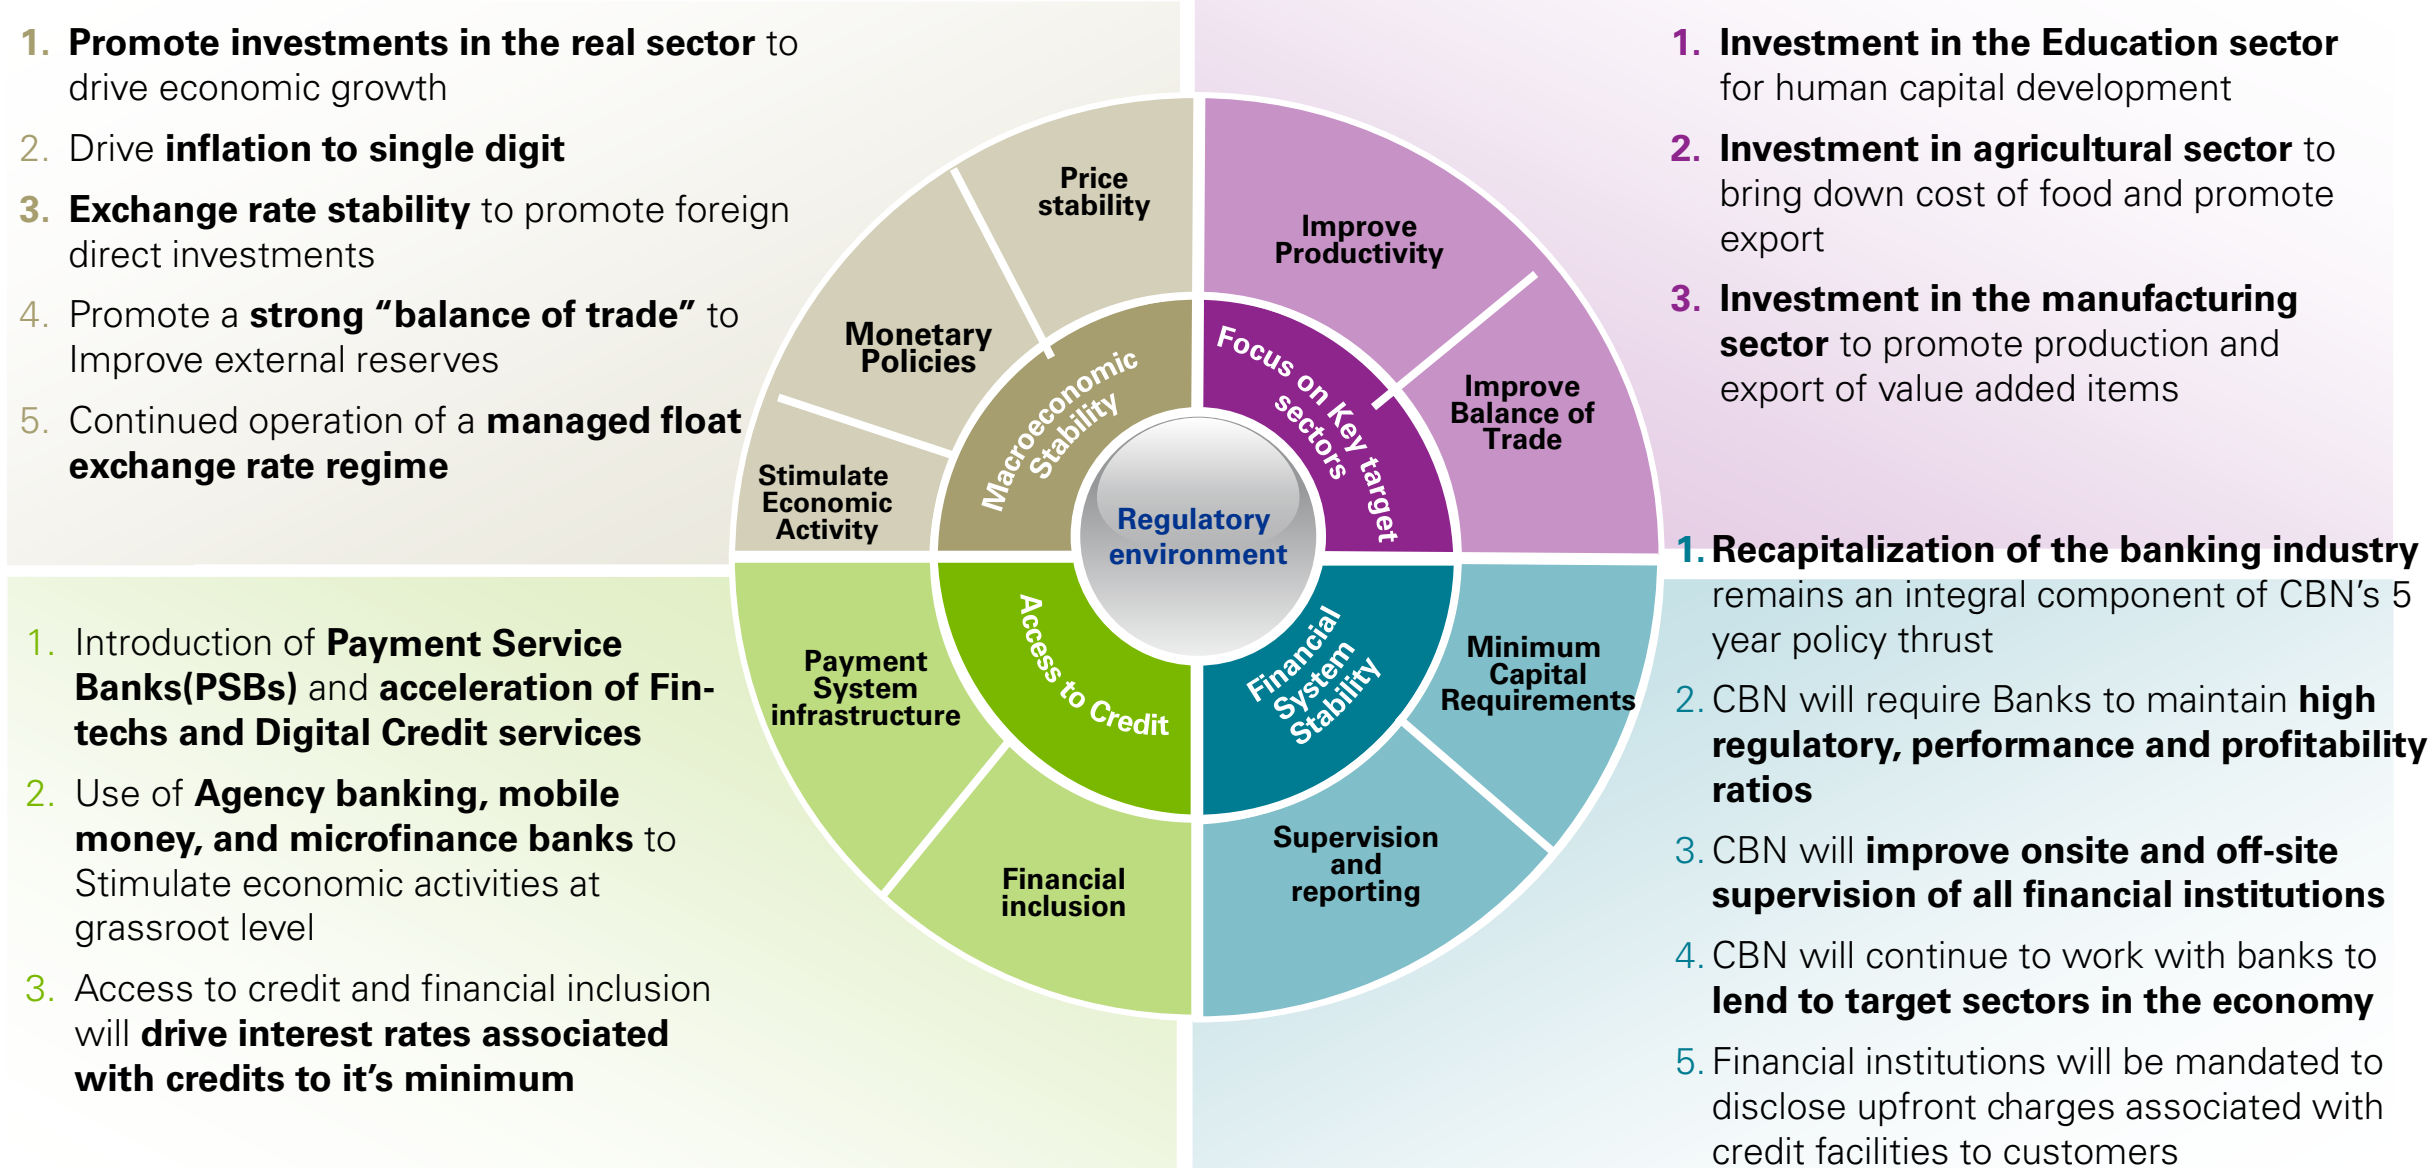 1. Promote investments in the real sector to
drive economic growth
2. Drive inflation to single digit
3. Exchange rate stability to promote foreign
direct investments
4. Promote a strong “balance of trade” to
Improve external reserves
5. Continued operation of a managed float
exchange rate regime
1. Investment in the Education sector
for human capital development
2. Investment in agricultural sector to
bring down cost of food and promote
export
3. Investment in the manufacturing
sector to promote production and
export of value added items
Price
stability
Monetary
Policies
Stimulate
Economic
Activity
Macroeconomic
Stability
Improve
Productivity
Improve
Balance of
Trade
Focus on Key target
sectors
Regulatory
environment
Access to Credit
Payment
System
infrastructure
Financial
inclusion
Financial
System
Stability
Minimum
Capital
Requirements
Supervision
and
reporting
1. Introduction of Payment Service
Banks(PSBs) and acceleration of Fin-
techs and Digital Credit services
2. Use of Agency banking, mobile
money, and microfinance banks to
Stimulate economic activities at
grassroot level
3. Access to credit and financial inclusion
will drive interest rates associated
with credits to it’s minimum
1. Recapitalization of the banking industry
remains an integral component of CBN’s 5
year policy thrust
2. CBN will require Banks to maintain high
regulatory, performance and profitability
ratios
3. CBN will improve onsite and off-site
supervision of all financial institutions
4. CBN will continue to work with banks to
lend to target sectors in the economy
5. Financial institutions will be mandated to
disclose upfront charges associated with
credit facilities to customers